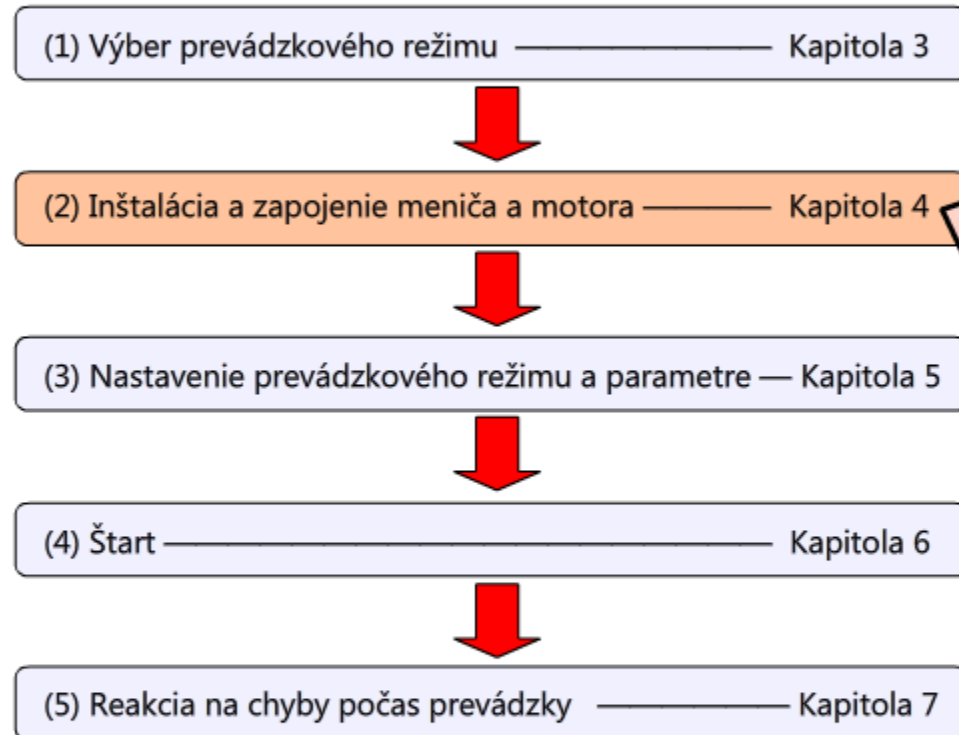 (1) Výber prevádzkového režimu Kapitola 3
(2) Inštalácia a zapojenie meniča a motora Kapitola 4
(3) Nastavenie prevádzkového režimu a parametre Kapitola 5
(4) Štart Kapitola 6
(5) Reakcia na chyby počas prevádzky Kapitola 7